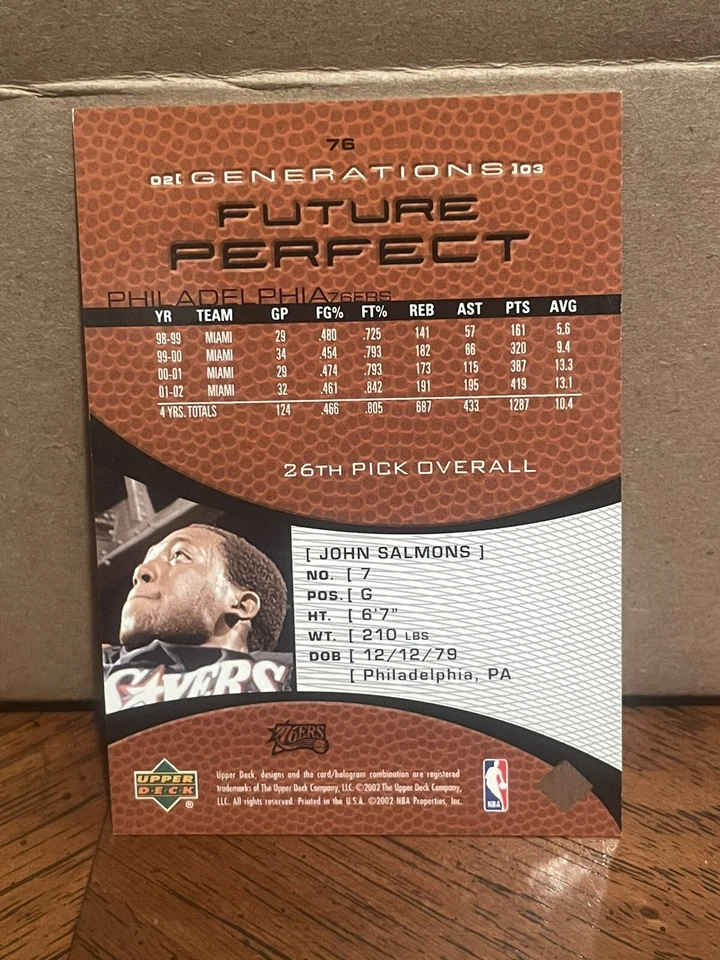 76
02[ GENERATIONS ]03
FUTURE
PERFECT
PHILADELPHIA76ERS
YR TEAM GP FG% FT% REB AST PTS AVG
98-99 MIAMI 29 .480 .725 141 57 161 5.6
99-00 MIAMI 34 .454 .793 182 66 320 9.4
00-01 MIAMI 29 .474 .793 173 115 387 13.3
01-02 MIAMI 32 .461 .842 191 195 419 13.1
4 YRS. TOTALS 124 .466 .805 687 433 1287 10.4
26TH PICK OVERALL
[ JOHN SALMONS ]
NO. [ 7
POS. [ G
HT. [ 6'7"
WT. [ 210 LBS
DOB [ 12/12/79
[ Philadelphia, PA
SIXERS
76ERS
UPPER
DECK
®
Upper Deck, designs and the card/hologram combination are registered
trademarks of The Upper Deck Company, LLC. ©2002 The Upper Deck Company,
LLC. All rights reserved. Printed in the U.S.A. ©2002 NBA Properties, Inc.
NBA